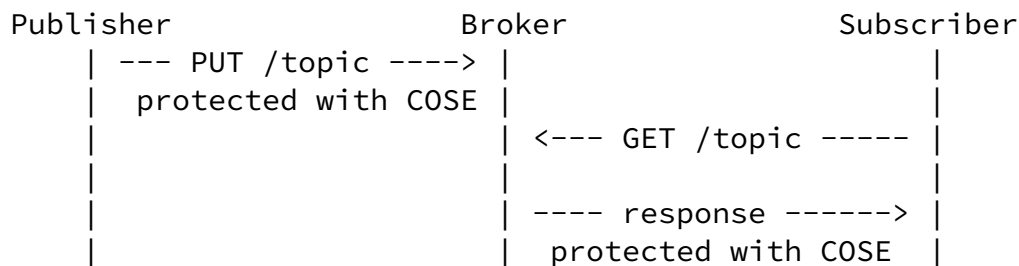 Publisher Broker Subscriber
| --- PUT /topic ----> | |
| protected with COSE | |
| | <--- GET /topic ----- |
| | |
| | ---- response ------> |
| | protected with COSE |